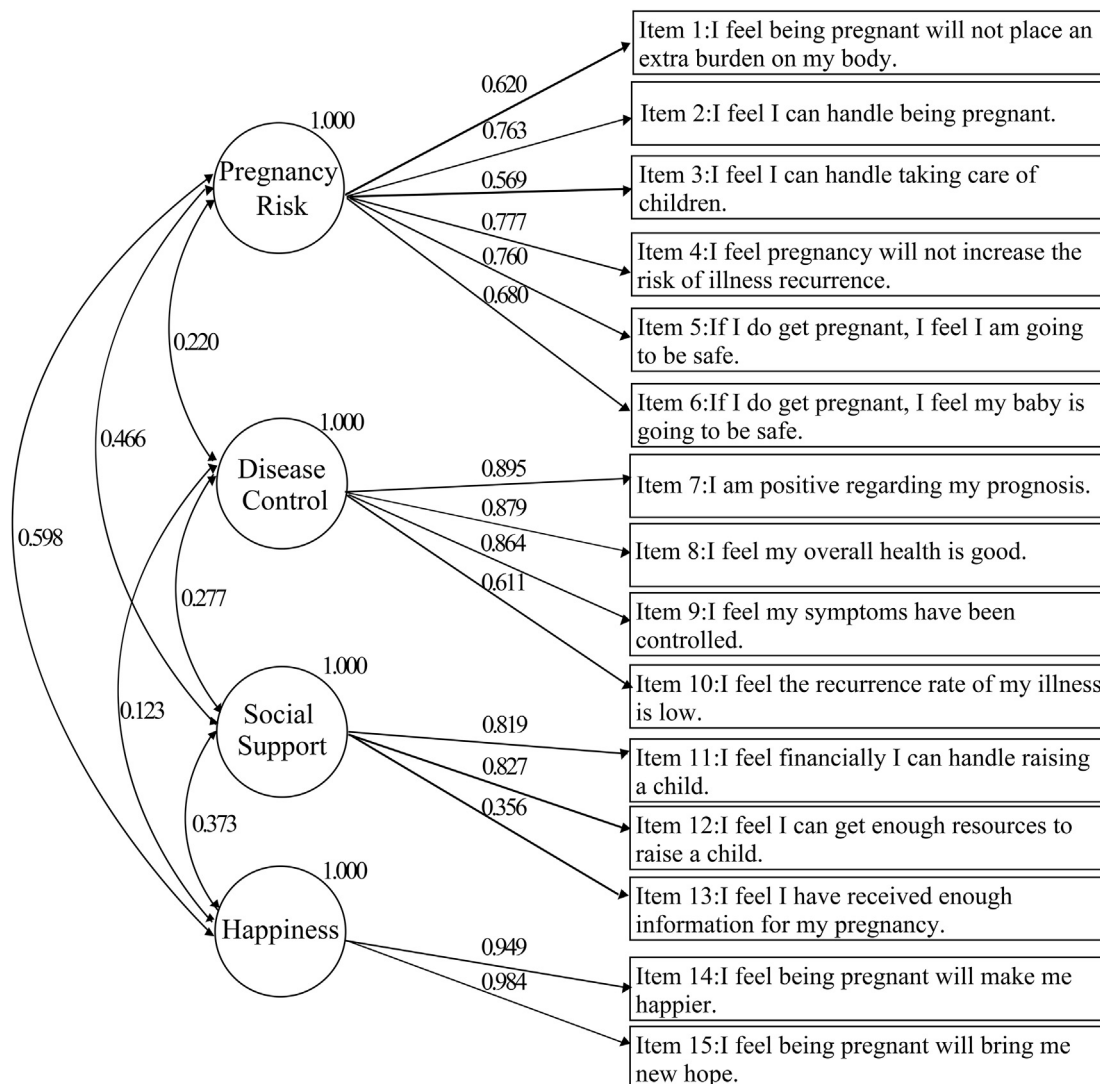 Item 1:I feel being pregnant will not place an
extra burden on my body.
0.620
1.000
Item 2:I feel I can handle being pregnant.
0.763
Pregnancy
Risk
0.569
Item 3:I feel I can handle taking care of
children.
0.777
Item 4:I feel pregnancy will not increase the
risk of illness recurrence.
0.760
0.680
Item 5:If I do get pregnant, I feel I am going
to be safe.
0.220
Item 6:If I do get pregnant, I feel my baby is
going to be safe.
0.466
1.000
Disease
Control
0.895
Item 7:I am positive regarding my prognosis.
0.879
0.598
Item 8:I feel my overall health is good.
0.864
0.611
0.277
Item 9:I feel my symptoms have been
controlled.
1.000
Item 10:I feel the recurrence rate of my illness
is low.
0.123
Social
Support
0.819
Item 11:I feel financially I can handle raising
a child.
0.827
0.356
0.373
Item 12:I feel I can get enough resources to
raise a child.
1.000
Item 13:I feel I have received enough
information for my pregnancy.
Happiness
0.949
0.984
Item 14:I feel being pregnant will make me
happier.
Item 15:I feel being pregnant will bring me
new hope.